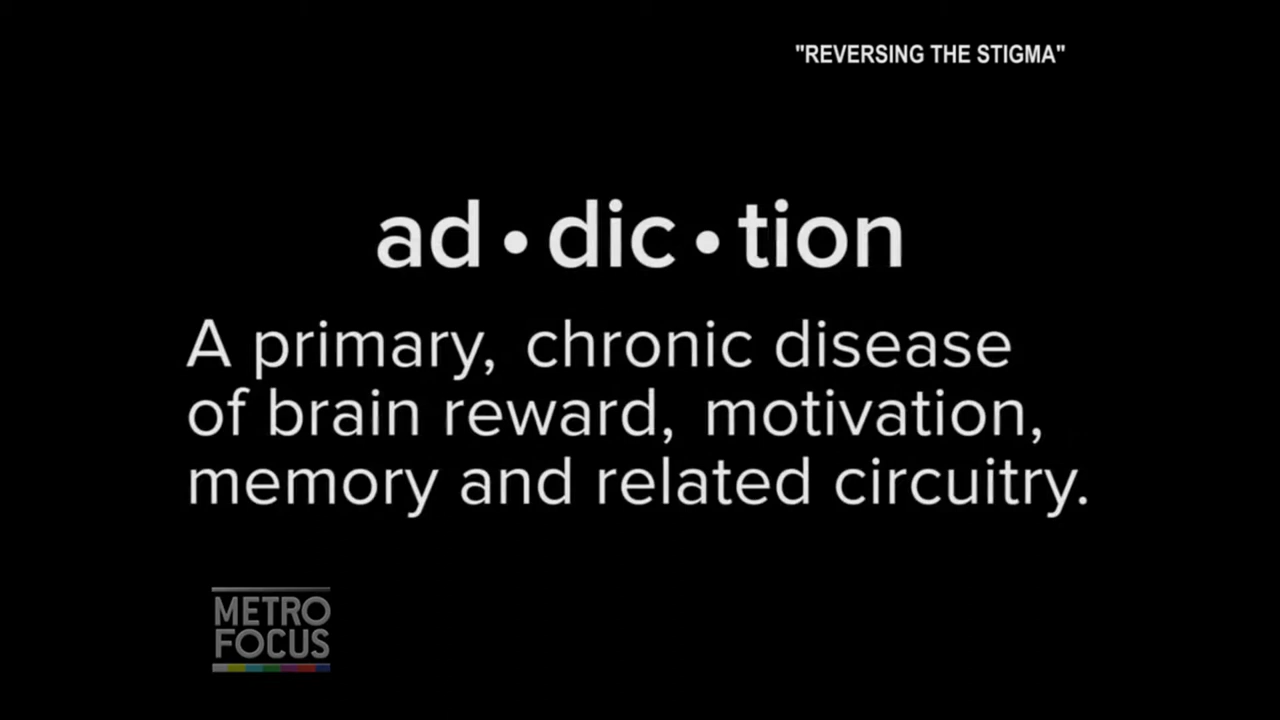 "REVERSING THE STIGMA"
ad•dic•tion
A primary, chronic disease
of brain reward, motivation,
memory and related circuitry.
METRO
FOCUS